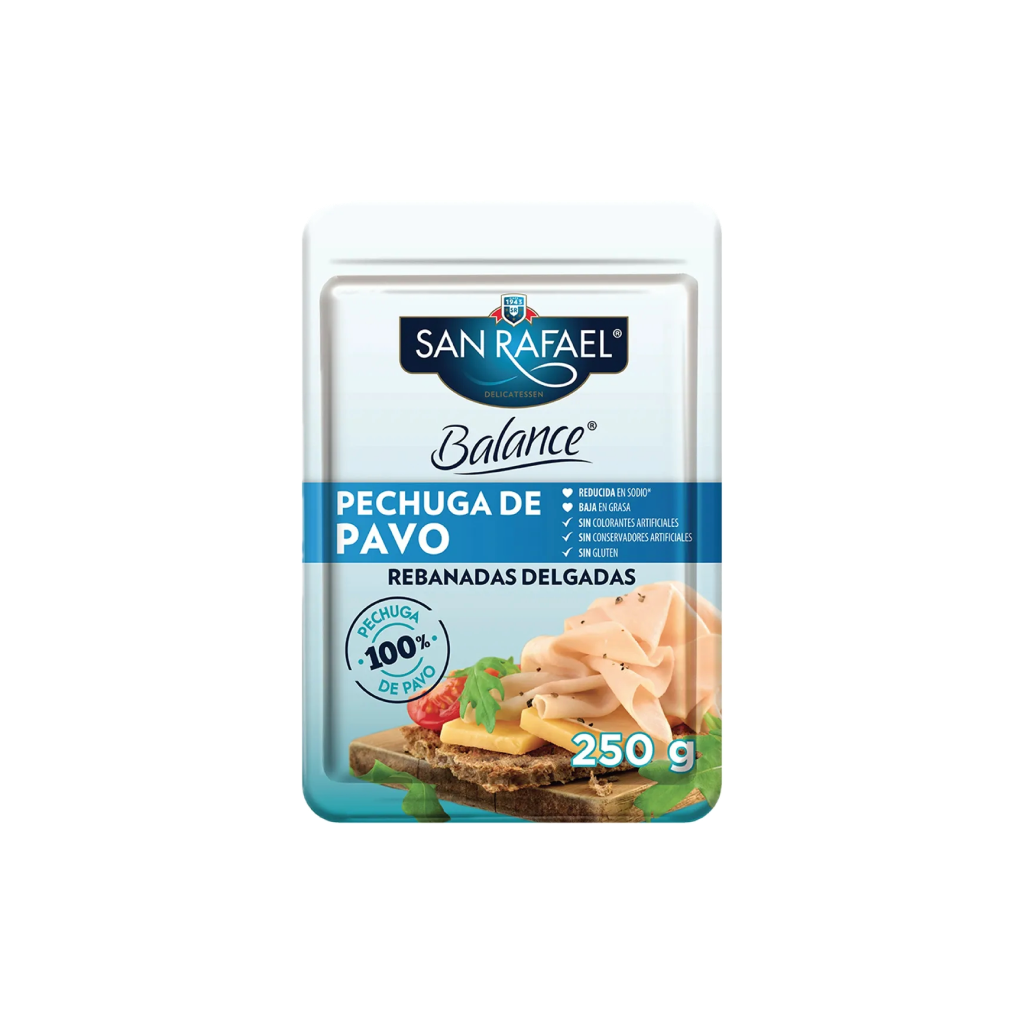 1943
SR
SAN RAFAEL®
DELICATESSEN
Balance®
PECHUGA DE
PAVO
REDUCIDA EN SODIO*
BAJA EN GRASA
SIN COLORANTES ARTIFICIALES
SIN CONSERVADORES ARTIFICIALES
SIN GLUTEN
REBANADAS DELGADAS
PECHUGA
100%
DE PAVO
250 g